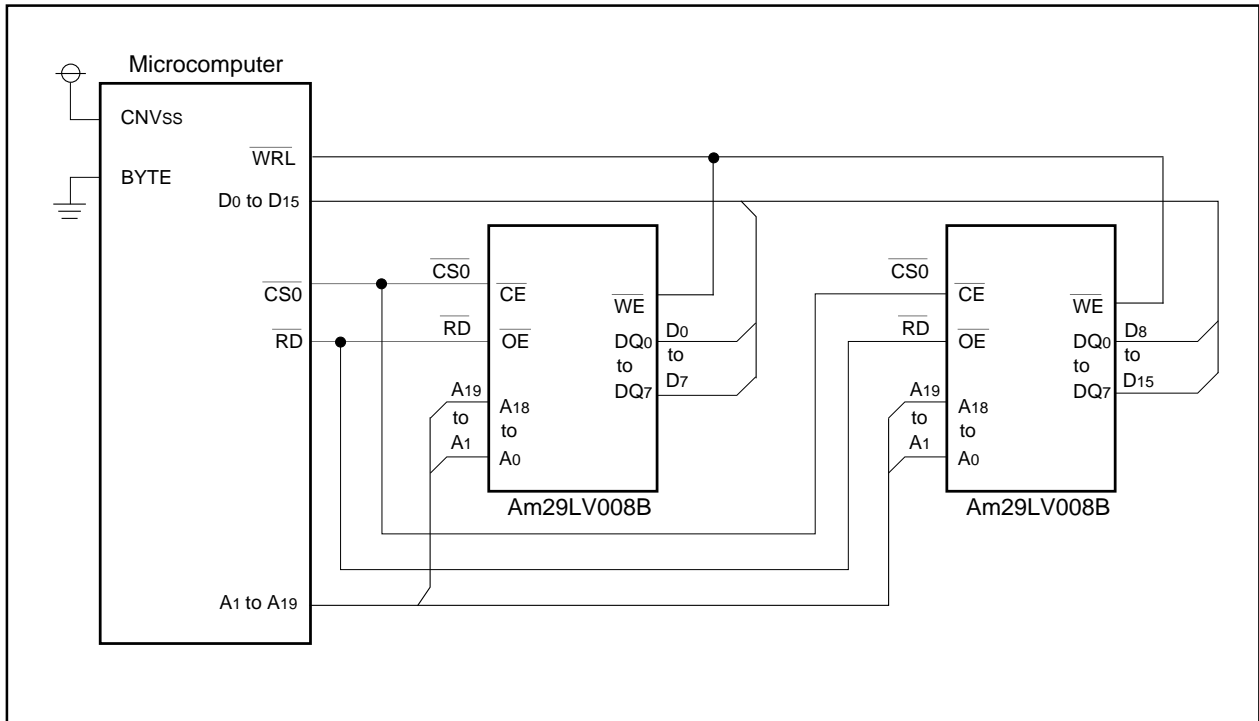 Microcomputer
CNVSS
BYTE
WRL
D0 to D15
CS0
RD
A1 to A19
CS0
RD
A19
to
A1
CE
OE
A18
to
A0
WE
DQ0
to
DQ7
D0
to
D7
Am29LV008B
CS0
RD
A19
to
A1
CE
OE
A18
to
A0
WE
DQ0
to
DQ7
D8
to
D15
Am29LV008B